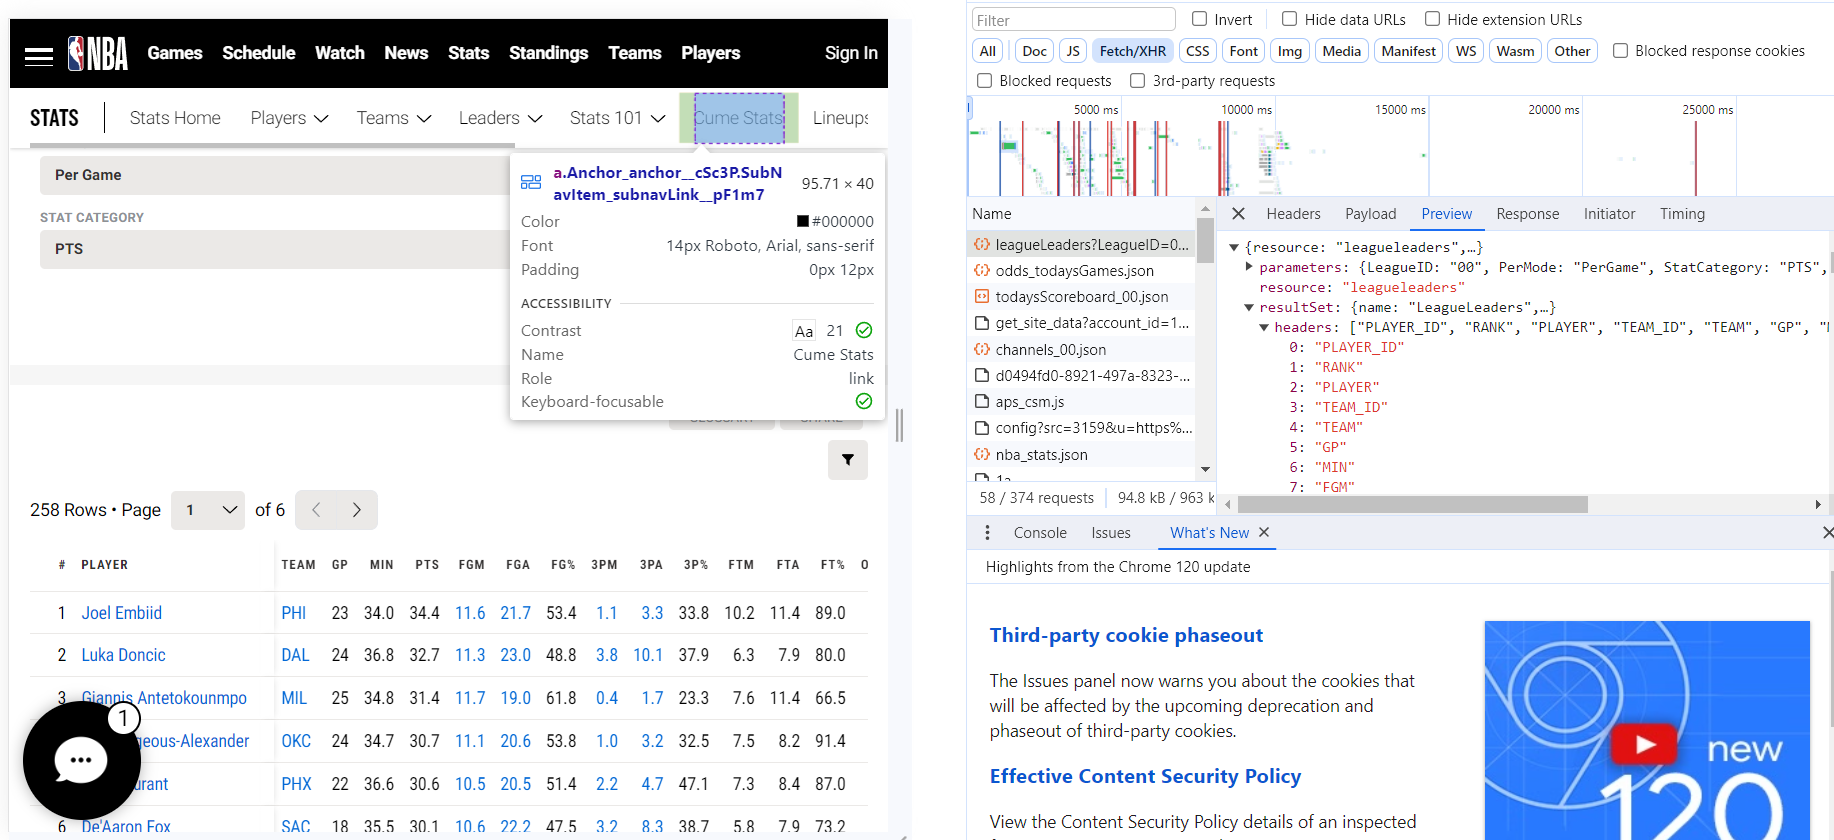 NBA Games Schedule Watch News Stats Standings Teams Players Sign In
STATS Stats Home Players Teams Leaders Stats 101 Cume Stats Lineups
Per Game
STAT CATEGORY
PTS
a.Anchor_anchor__cSc3P.SubN
avItem_subnavLink__pF1m7 95.71 × 40
Color #000000
Font 14px Roboto, Arial, sans-serif
Padding 0px 12px
ACCESSIBILITY
Contrast Aa 21
Name Cume Stats
Role link
Keyboard-focusable
258 Rows • Page 1 of 6
# PLAYER TEAM GP MIN PTS FGM FGA FG% 3PM 3PA 3P% FTM FTA FT% O
1 Joel Embiid PHI 23 34.0 34.4 11.6 21.7 53.4 1.1 3.3 33.8 10.2 11.4 89.0
2 Luka Doncic DAL 24 36.8 32.7 11.3 23.0 48.8 3.8 10.1 37.9 6.3 7.9 80.0
3 Giannis Antetokounmpo MIL 25 34.8 31.4 11.7 19.0 61.8 0.4 1.7 23.3 7.6 11.4 66.5
geous-Alexander OKC 24 34.7 30.7 11.1 20.6 53.8 1.0 3.2 32.5 7.5 8.2 91.4
urant PHX 22 36.6 30.6 10.5 20.5 51.4 2.2 4.7 47.1 7.3 8.4 87.0
6 De'Aaron Fox SAC 18 35.5 30.1 10.6 22.2 47.5 3.2 8.3 38.7 5.8 7.9 73.2
1
Filter Invert Hide data URLs Hide extension URLs
All Doc JS Fetch/XHR CSS Font Img Media Manifest WS Wasm Other Blocked response cookies
Blocked requests 3rd-party requests
5000 ms 10000 ms 15000 ms 20000 ms 25000 ms
Name
leagueLeaders?LeagueID=0...
odds_todaysGames.json
todaysScoreboard_00.json
get_site_data?account_id=1...
channels_00.json
d0494fd0-8921-497a-8323-...
aps_csm.js
config?src=3159&u=https%...
nba_stats.json
58 / 374 requests 94.8 kB / 963 k
Headers Payload Preview Response Initiator Timing
{resource: "leagueleaders",…}
parameters: {LeagueID: "00", PerMode: "PerGame", StatCategory: "PTS",
resource: "leagueleaders"
resultSet: {name: "LeagueLeaders",…}
headers: ["PLAYER_ID", "RANK", "PLAYER", "TEAM_ID", "TEAM", "GP", "
0: "PLAYER_ID"
1: "RANK"
2: "PLAYER"
3: "TEAM_ID"
4: "TEAM"
5: "GP"
6: "MIN"
7: "FGM"
Console Issues What's New
Highlights from the Chrome 120 update
Third-party cookie phaseout
The Issues panel now warns you about the cookies that
will be affected by the upcoming deprecation and
phaseout of third-party cookies.
Effective Content Security Policy
View the Content Security Policy details of an inspected
new
120